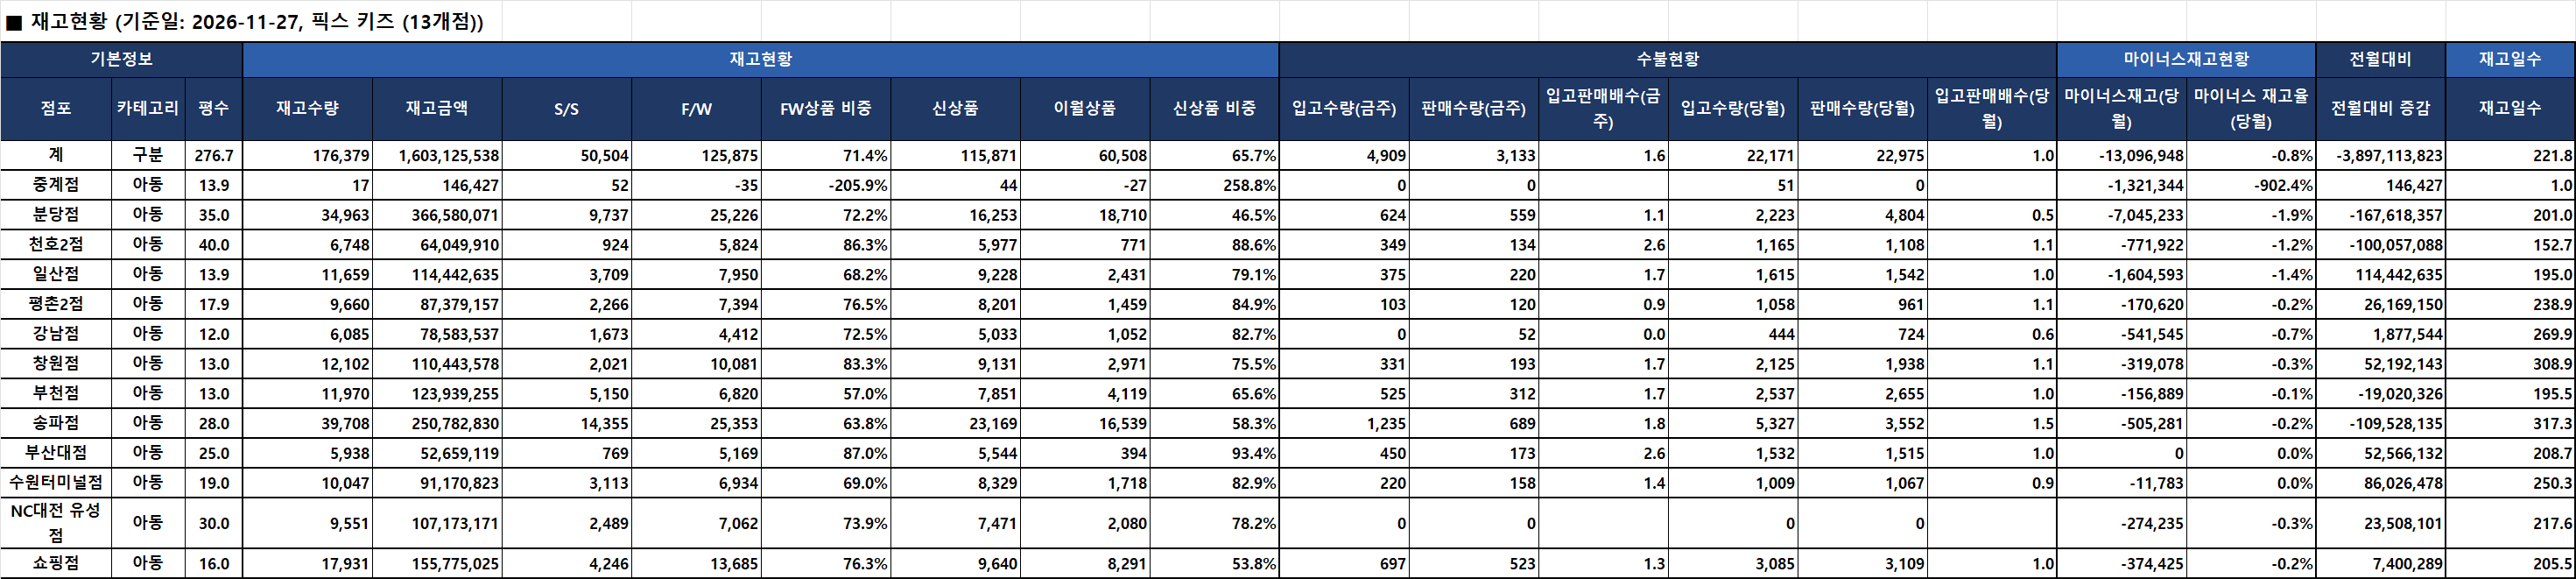 ■ 재고현황 (기준일: 2026-11-27, 픽스 키즈 (13개점))
기본정보 재고현황 수불현황 마이너스재고현황 전월대비 재고일수
점포 카테고리 평수 재고수량 재고금액 S/S F/W FW상품 비중 신상품 이월상품 신상품 비중 입고수량(금주) 판매수량(금주) 입고판매배수(금주) 입고수량(당월) 판매수량(당월) 입고판매배수(당월) 마이너스재고(당월) 마이너스 재고율(당월) 전월대비 증감 재고일수
계 구분 276.7 176,379 1,603,125,538 50,504 125,875 71.4% 115,871 60,508 65.7% 4,909 3,133 1.6 22,171 22,975 1.0 -13,096,948 -0.8% -3,897,113,823 221.8
중계점 아동 13.9 17 146,427 52 -35 -205.9% 44 -27 258.8% 0 0 51 0 -1,321,344 -902.4% 146,427 1.0
분당점 아동 35.0 34,963 366,580,071 9,737 25,226 72.2% 16,253 18,710 46.5% 624 559 1.1 2,223 4,804 0.5 -7,045,233 -1.9% -167,618,357 201.0
천호2점 아동 40.0 6,748 64,049,910 924 5,824 86.3% 5,977 771 88.6% 349 134 2.6 1,165 1,108 1.1 -771,922 -1.2% -100,057,088 152.7
일산점 아동 13.9 11,659 114,442,635 3,709 7,950 68.2% 9,228 2,431 79.1% 375 220 1.7 1,615 1,542 1.0 -1,604,593 -1.4% 114,442,635 195.0
평촌2점 아동 17.9 9,660 87,379,157 2,266 7,394 76.5% 8,201 1,459 84.9% 103 120 0.9 1,058 961 1.1 -170,620 -0.2% 26,169,150 238.9
강남점 아동 12.0 6,085 78,583,537 1,673 4,412 72.5% 5,033 1,052 82.7% 0 52 0.0 444 724 0.6 -541,545 -0.7% 1,877,544 269.9
창원점 아동 13.0 12,102 110,443,578 2,021 10,081 83.3% 9,131 2,971 75.5% 331 193 1.7 2,125 1,938 1.1 -319,078 -0.3% 52,192,143 308.9
부천점 아동 13.0 11,970 123,939,255 5,150 6,820 57.0% 7,851 4,119 65.6% 525 312 1.7 2,537 2,655 1.0 -156,889 -0.1% -19,020,326 195.5
송파점 아동 28.0 39,708 250,782,830 14,355 25,353 63.8% 23,169 16,539 58.3% 1,235 689 1.8 5,327 3,552 1.5 -505,281 -0.2% -109,528,135 317.3
부산대점 아동 25.0 5,938 52,659,119 769 5,169 87.0% 5,544 394 93.4% 450 173 2.6 1,532 1,515 1.0 0 0.0% 52,566,132 208.7
수원터미널점 아동 19.0 10,047 91,170,823 3,113 6,934 69.0% 8,329 1,718 82.9% 220 158 1.4 1,009 1,067 0.9 -11,783 0.0% 86,026,478 250.3
NC대전 유성점 아동 30.0 9,551 107,173,171 2,489 7,062 73.9% 7,471 2,080 78.2% 0 0 0 0 -274,235 -0.3% 23,508,101 217.6
쇼핑점 아동 16.0 17,931 155,775,025 4,246 13,685 76.3% 9,640 8,291 53.8% 697 523 1.3 3,085 3,109 1.0 -374,425 -0.2% 7,400,289 205.5